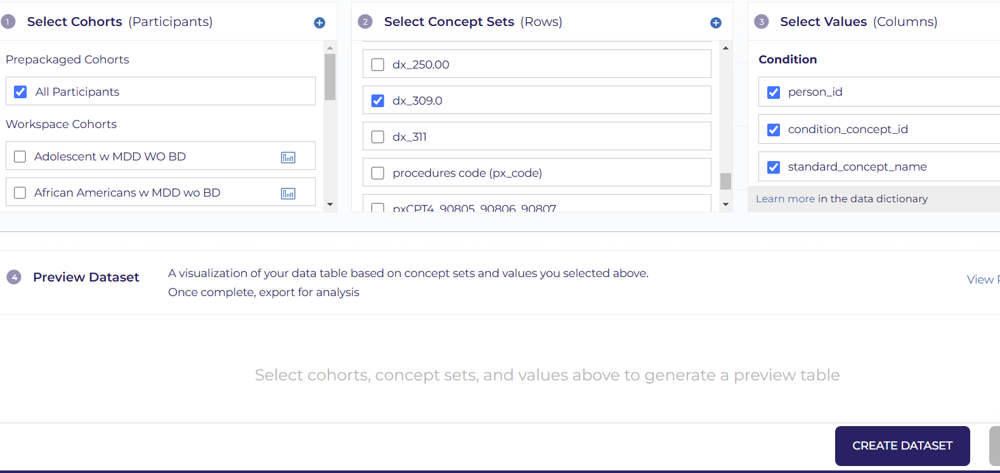 1 Select Cohorts (Participants)
Prepackaged Cohorts
All Participants
Workspace Cohorts
Adolescent w MDD WO BD
African Americans w MDD wo BD
2 Select Concept Sets (Rows)
dx_250.00
dx_309.0
dx_311
procedures code (px_code)
pxCPT4_90805_90806_90807
3 Select Values (Columns)
Condition
person_id
condition_concept_id
standard_concept_name
Learn more in the data dictionary
4 Preview Dataset
A visualization of your data table based on concept sets and values you selected above.
Once complete, export for analysis
View
Select cohorts, concept sets, and values above to generate a preview table
CREATE DATASET